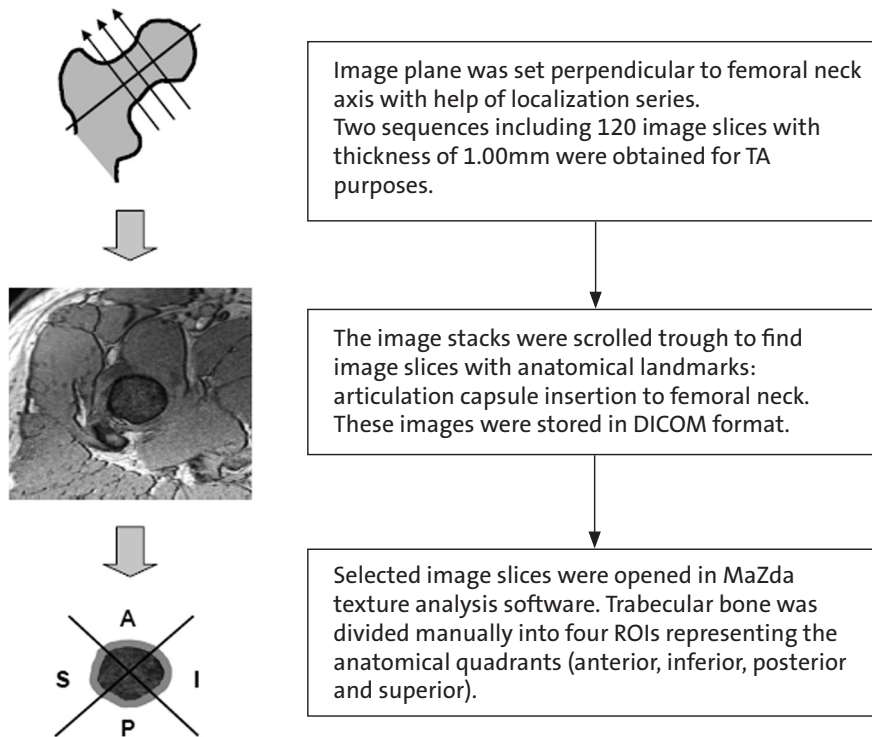 Image plane was set perpendicular to femoral neck
axis with help of localization series.
Two sequences including 120 image slices with
thickness of 1.00mm were obtained for TA
purposes.
The image stacks were scrolled trough to find
image slices with anatomical landmarks:
articulation capsule insertion to femoral neck.
These images were stored in DICOM format.
Selected image slices were opened in MaZda
texture analysis software. Trabecular bone was
divided manually into four ROIs representing the
anatomical quadrants (anterior, inferior, posterior
and superior).
A
S I
P